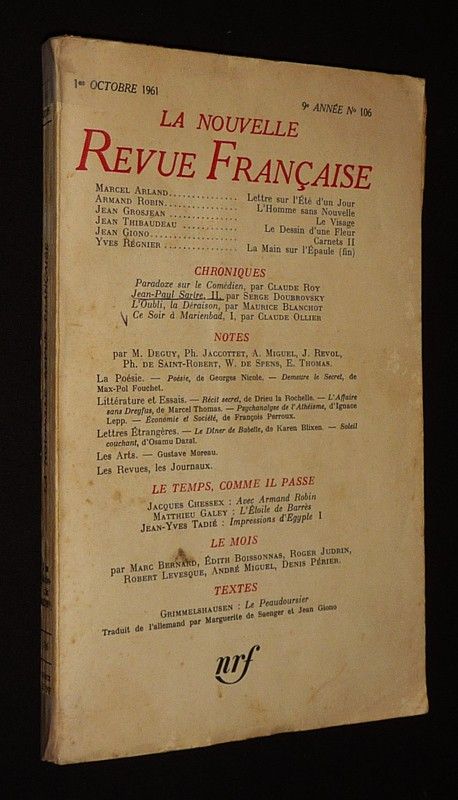 1er OCTOBRE 1961
9e ANNÉE No 106
LA NOUVELLE
REVUE FRANÇAISE
MARCEL ARLAND............... Lettre sur l'Été d'un Jour
ARMAND ROBIN............... L'Homme sans Nouvelle
JEAN GROSJEAN ............... Le Visage
JEAN THIBAUDEAU ............... Le Dessin d'une Fleur
JEAN GIONO............... Carnets II
YVES RÉGNIER ............... La Main sur l'Épaule (fin)
CHRONIQUES
Paradoxe sur le Comédien, par CLAUDE ROY
Jean-Paul Sartre, II, par SERGE DOUBROVSKY
L'Oubli, la Déraison, par MAURICE BLANCHOT
Ce Soir à Marienbad, I, par CLAUDE OLLIER
NOTES
par M. DEGUY, PH. JACCOTTET, A. MIGUEL, J. REVOL,
PH. DE SAINT-ROBERT, W. DE SPENS, E. THOMAS.
La Poésie. — Poésie, de Georges Nicole. — Demeure le Secret, de
Max-Pol Fouchet.
Littérature et Essais. — Récit secret, de Drieu la Rochelle. — L'Affaire
sans Dreyfus, de Marcel Thomas. — Psychanalyse de l'Athéisme, d'Ignace
Lepp. — Économie et Société, de François Perroux.
Lettres Étrangères. — Le Dîner de Babette, de Karen Blixen. — Soleil
couchant, d'Osamu Dazaï.
Les Arts. — Gustave Moreau.
Les Revues, les Journaux.
LE TEMPS, COMME IL PASSE
JACQUES CHESSEX : Avec Armand Robin
MATTHIEU GALEY : L'Étoile de Barrès
JEAN-YVES TADIÉ : Impressions d'Égypte I
LE MOIS
par MARC BERNARD, ÉDITH BOISSONNAS, ROGER JUDRIN,
ROBERT LEVESQUE, ANDRÉ MIGUEL, DENIS PÉRIER.
TEXTES
GRIMMELSHAUSEN : Le Peaudoursier
Traduit de l'allemand par Marguerite de Saenger et Jean Giono
nrf